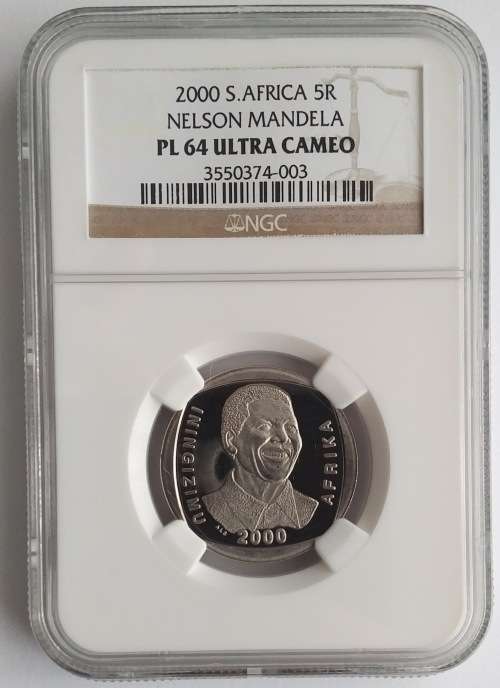 2000 S.AFRICA 5R
NELSON MANDELA
PL 64 ULTRA CAMEO
3550374-003
NGC
ININGIZIMU
AFRIKA
2000